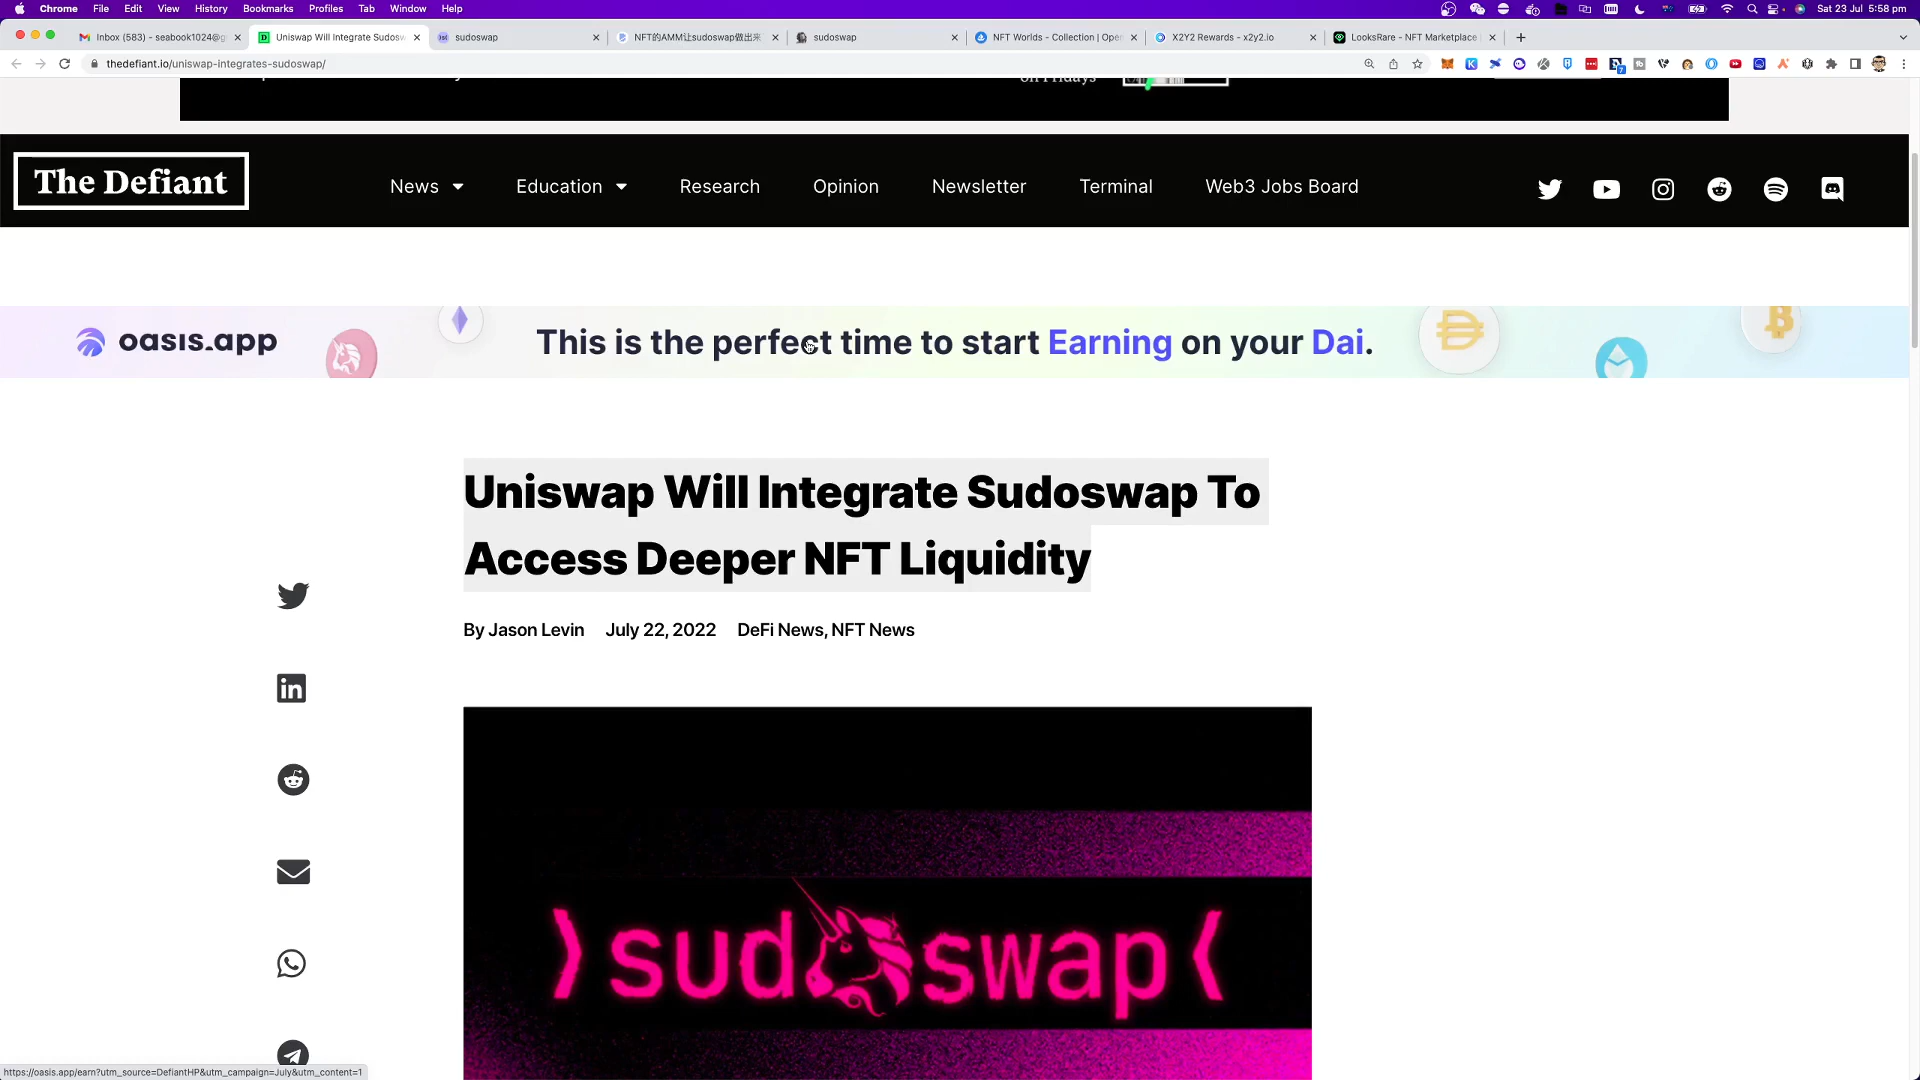 Chrome File Edit View History Bookmarks Profiles Tab Window Help Sat 23 Jul 5:58 pm
Inbox (583) - seabook1024@g Uniswap Will Integrate Sudosw sudoswap NFT的AMM让sudoswap做出来 sudoswap NFT Worlds - Collection | Open X2Y2 Rewards - x2y2.io LooksRare - NFT Marketplace
thedefiant.io/uniswap-integrates-sudoswap/
on Fridays
The Defiant News Education Research Opinion Newsletter Terminal Web3 Jobs Board
oasis.app This is the perfect time to start Earning on your Dai.
Uniswap Will Integrate Sudoswap To
Access Deeper NFT Liquidity
By Jason Levin July 22, 2022 DeFi News, NFT News
sudoswap
https://oasis.app/earn?utm_source=DefiantHP&utm_campaign=July&utm_content=1